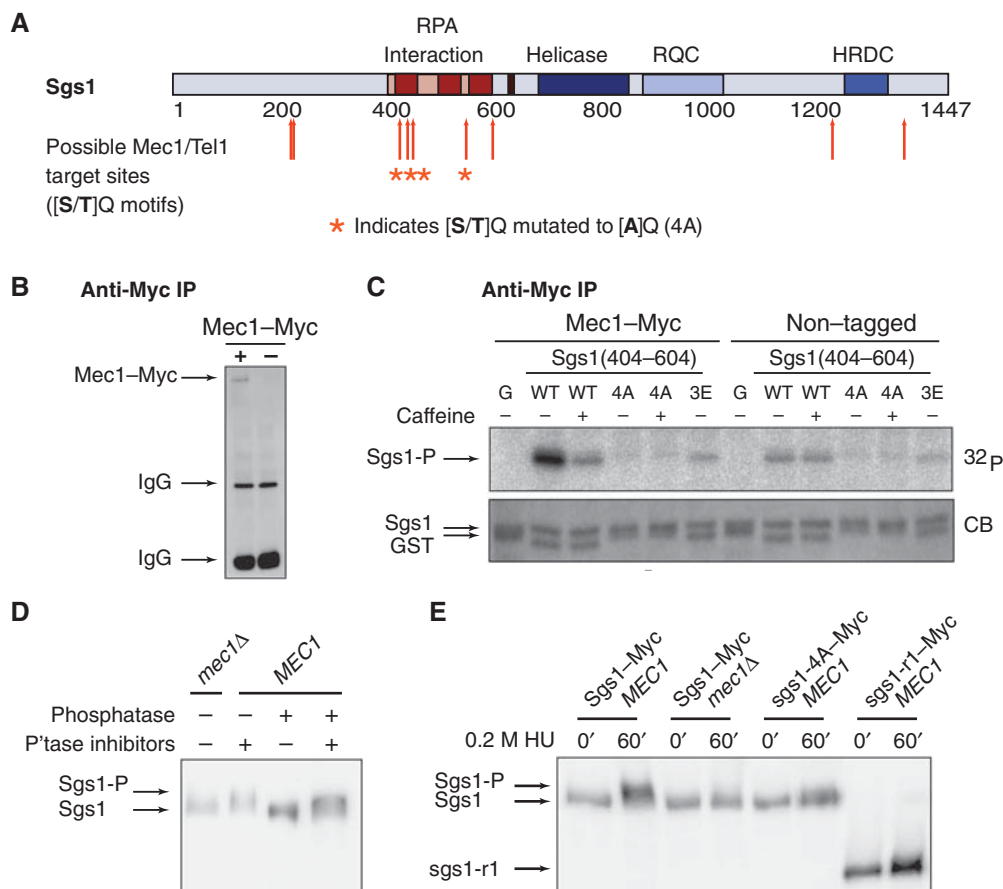 A
RPA
Interaction Helicase RQC HRDC
Sgs1
1 200 400 600 800 1000 1200 1447
Possible Mec1/Tel1
target sites
([S/T]Q motifs)
* Indicates [S/T]Q mutated to [A]Q (4A)
B Anti-Myc IP
Mec1–Myc
+ –
Mec1–Myc
IgG
IgG
C Anti-Myc IP
Mec1–Myc Non–tagged
Sgs1(404–604) Sgs1(404–604)
G WT WT 4A 4A 3E G WT WT 4A 4A 3E
Caffeine – – + – + – – – + – + –
Sgs1-P 32P
Sgs1 CB
GST
D
mec1Δ MEC1
Phosphatase – – + +
P'tase inhibitors – + – +
Sgs1-P
Sgs1
E
Sgs1–Myc MEC1
Sgs1–Myc mec1Δ
sgs1-4A–Myc MEC1
sgs1-r1–Myc MEC1
0.2 M HU 0′ 60′ 0′ 60′ 0′ 60′ 0′ 60′
Sgs1-P
Sgs1
sgs1-r1